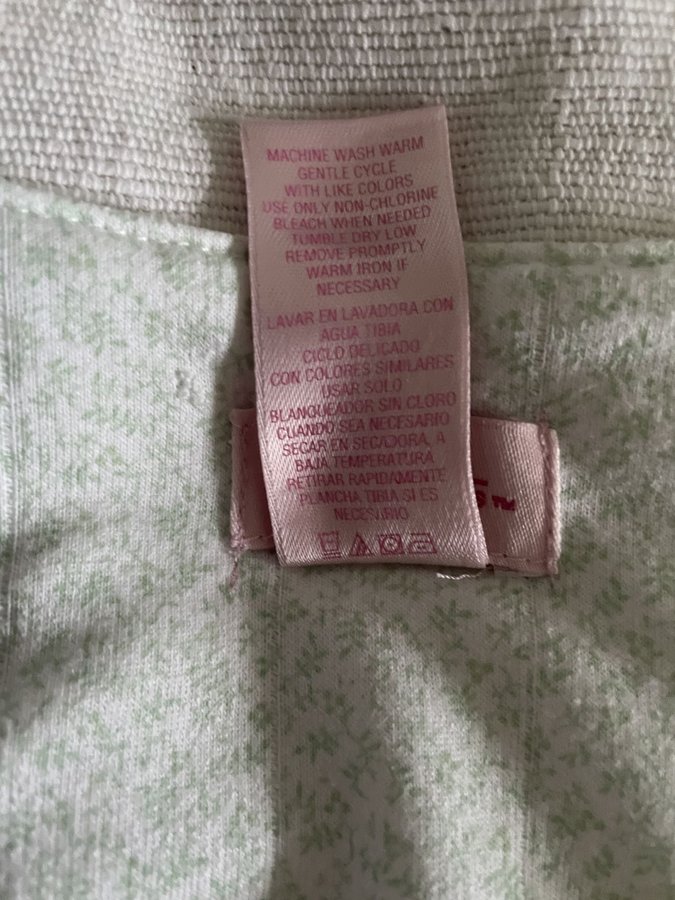 MACHINE WASH WARM
GENTLE CYCLE
WITH LIKE COLORS
USE ONLY NON-CHLORINE
BLEACH WHEN NEEDED
TUMBLE DRY LOW
REMOVE PROMPTLY
WARM IRON IF
NECESSARY
LAVAR EN LAVADORA CON
AGUA TIBIA
CICLO DELICADO
CON COLORES SIMILARES
USAR SOLO
BLANQUEADOR SIN CLORO
CUANDO SEA NECESARIO
SECAR EN SECADORA, A
BAJA TEMPERATURA
RETIRAR RAPIDAMENTE
PLANCHA TIBIA SI ES
NECESARIO